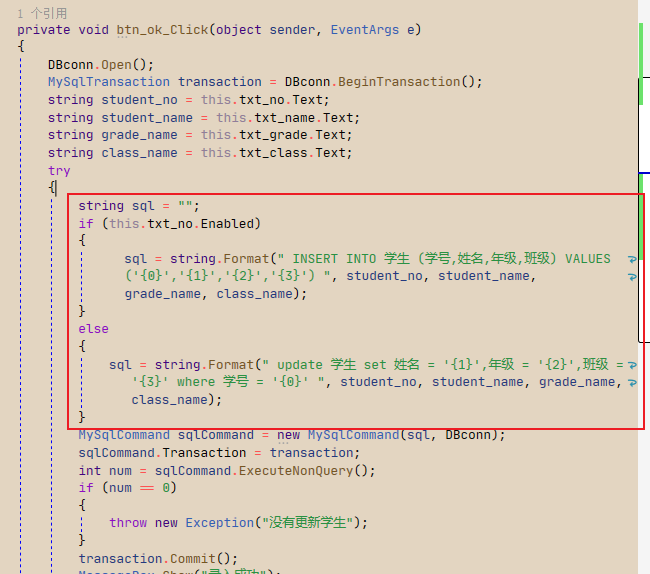 1 个引用
private void btn_ok_Click(object sender, EventArgs e)
{
DBconn.Open();
MySqlTransaction transaction = DBconn.BeginTransaction();
string student_no = this.txt_no.Text;
string student_name = this.txt_name.Text;
string grade_name = this.txt_grade.Text;
string class_name = this.txt_class.Text;
try
{
string sql = "";
if (this.txt_no.Enabled)
{
sql = string.Format(" INSERT INTO 学生 (学号,姓名,年级,班级) VALUES
('{0}','{1}','{2}','{3}') ", student_no, student_name,
grade_name, class_name);
}
else
{
sql = string.Format(" update 学生 set 姓名 = '{1}',年级 = '{2}',班级 =
'{3}' where 学号 = '{0}' ", student_no, student_name, grade_name,
class_name);
}
MySqlCommand sqlCommand = new MySqlCommand(sql, DBconn);
sqlCommand.Transaction = transaction;
int num = sqlCommand.ExecuteNonQuery();
if (num == 0)
{
throw new Exception("没有更新学生");
}
transaction.Commit();